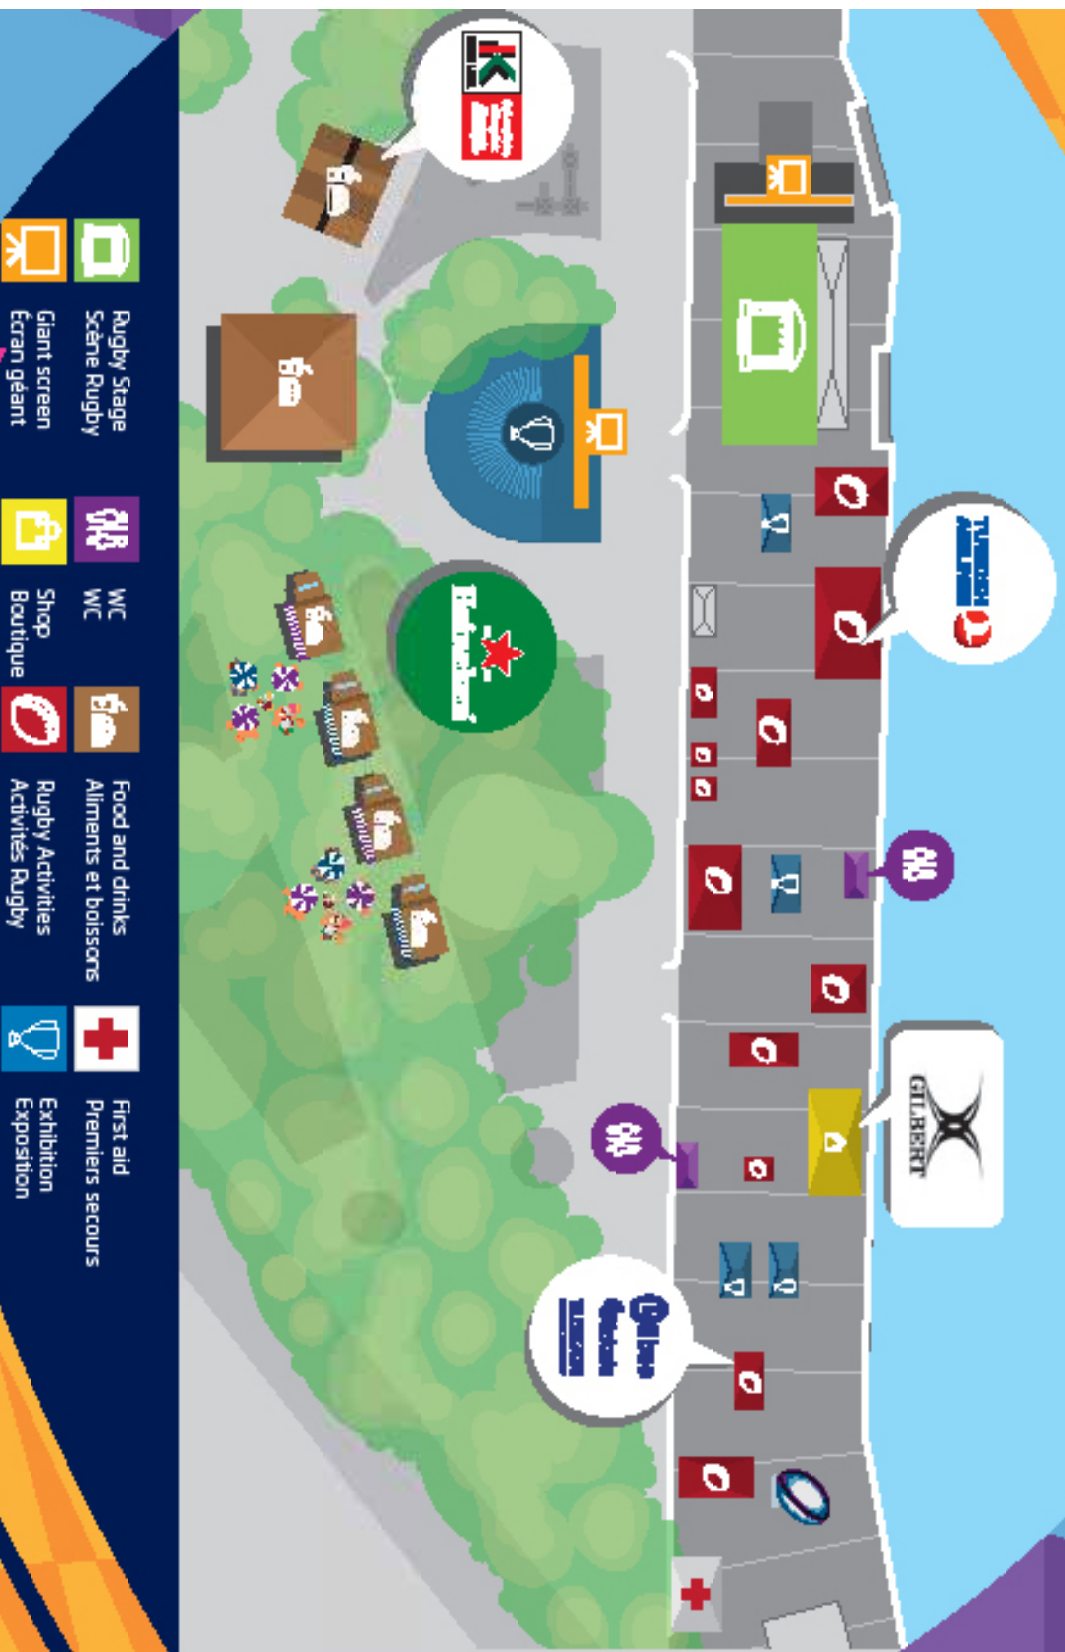 Rugby Stage
Scène Rugby
WC
WC
Food and drinks
Aliments et boissons
First aid
Premiers secours
Giant screen
Écran géant
Shop
Boutique
Rugby Activities
Activités Rugby
Exhibition
Exposition
GILBERT